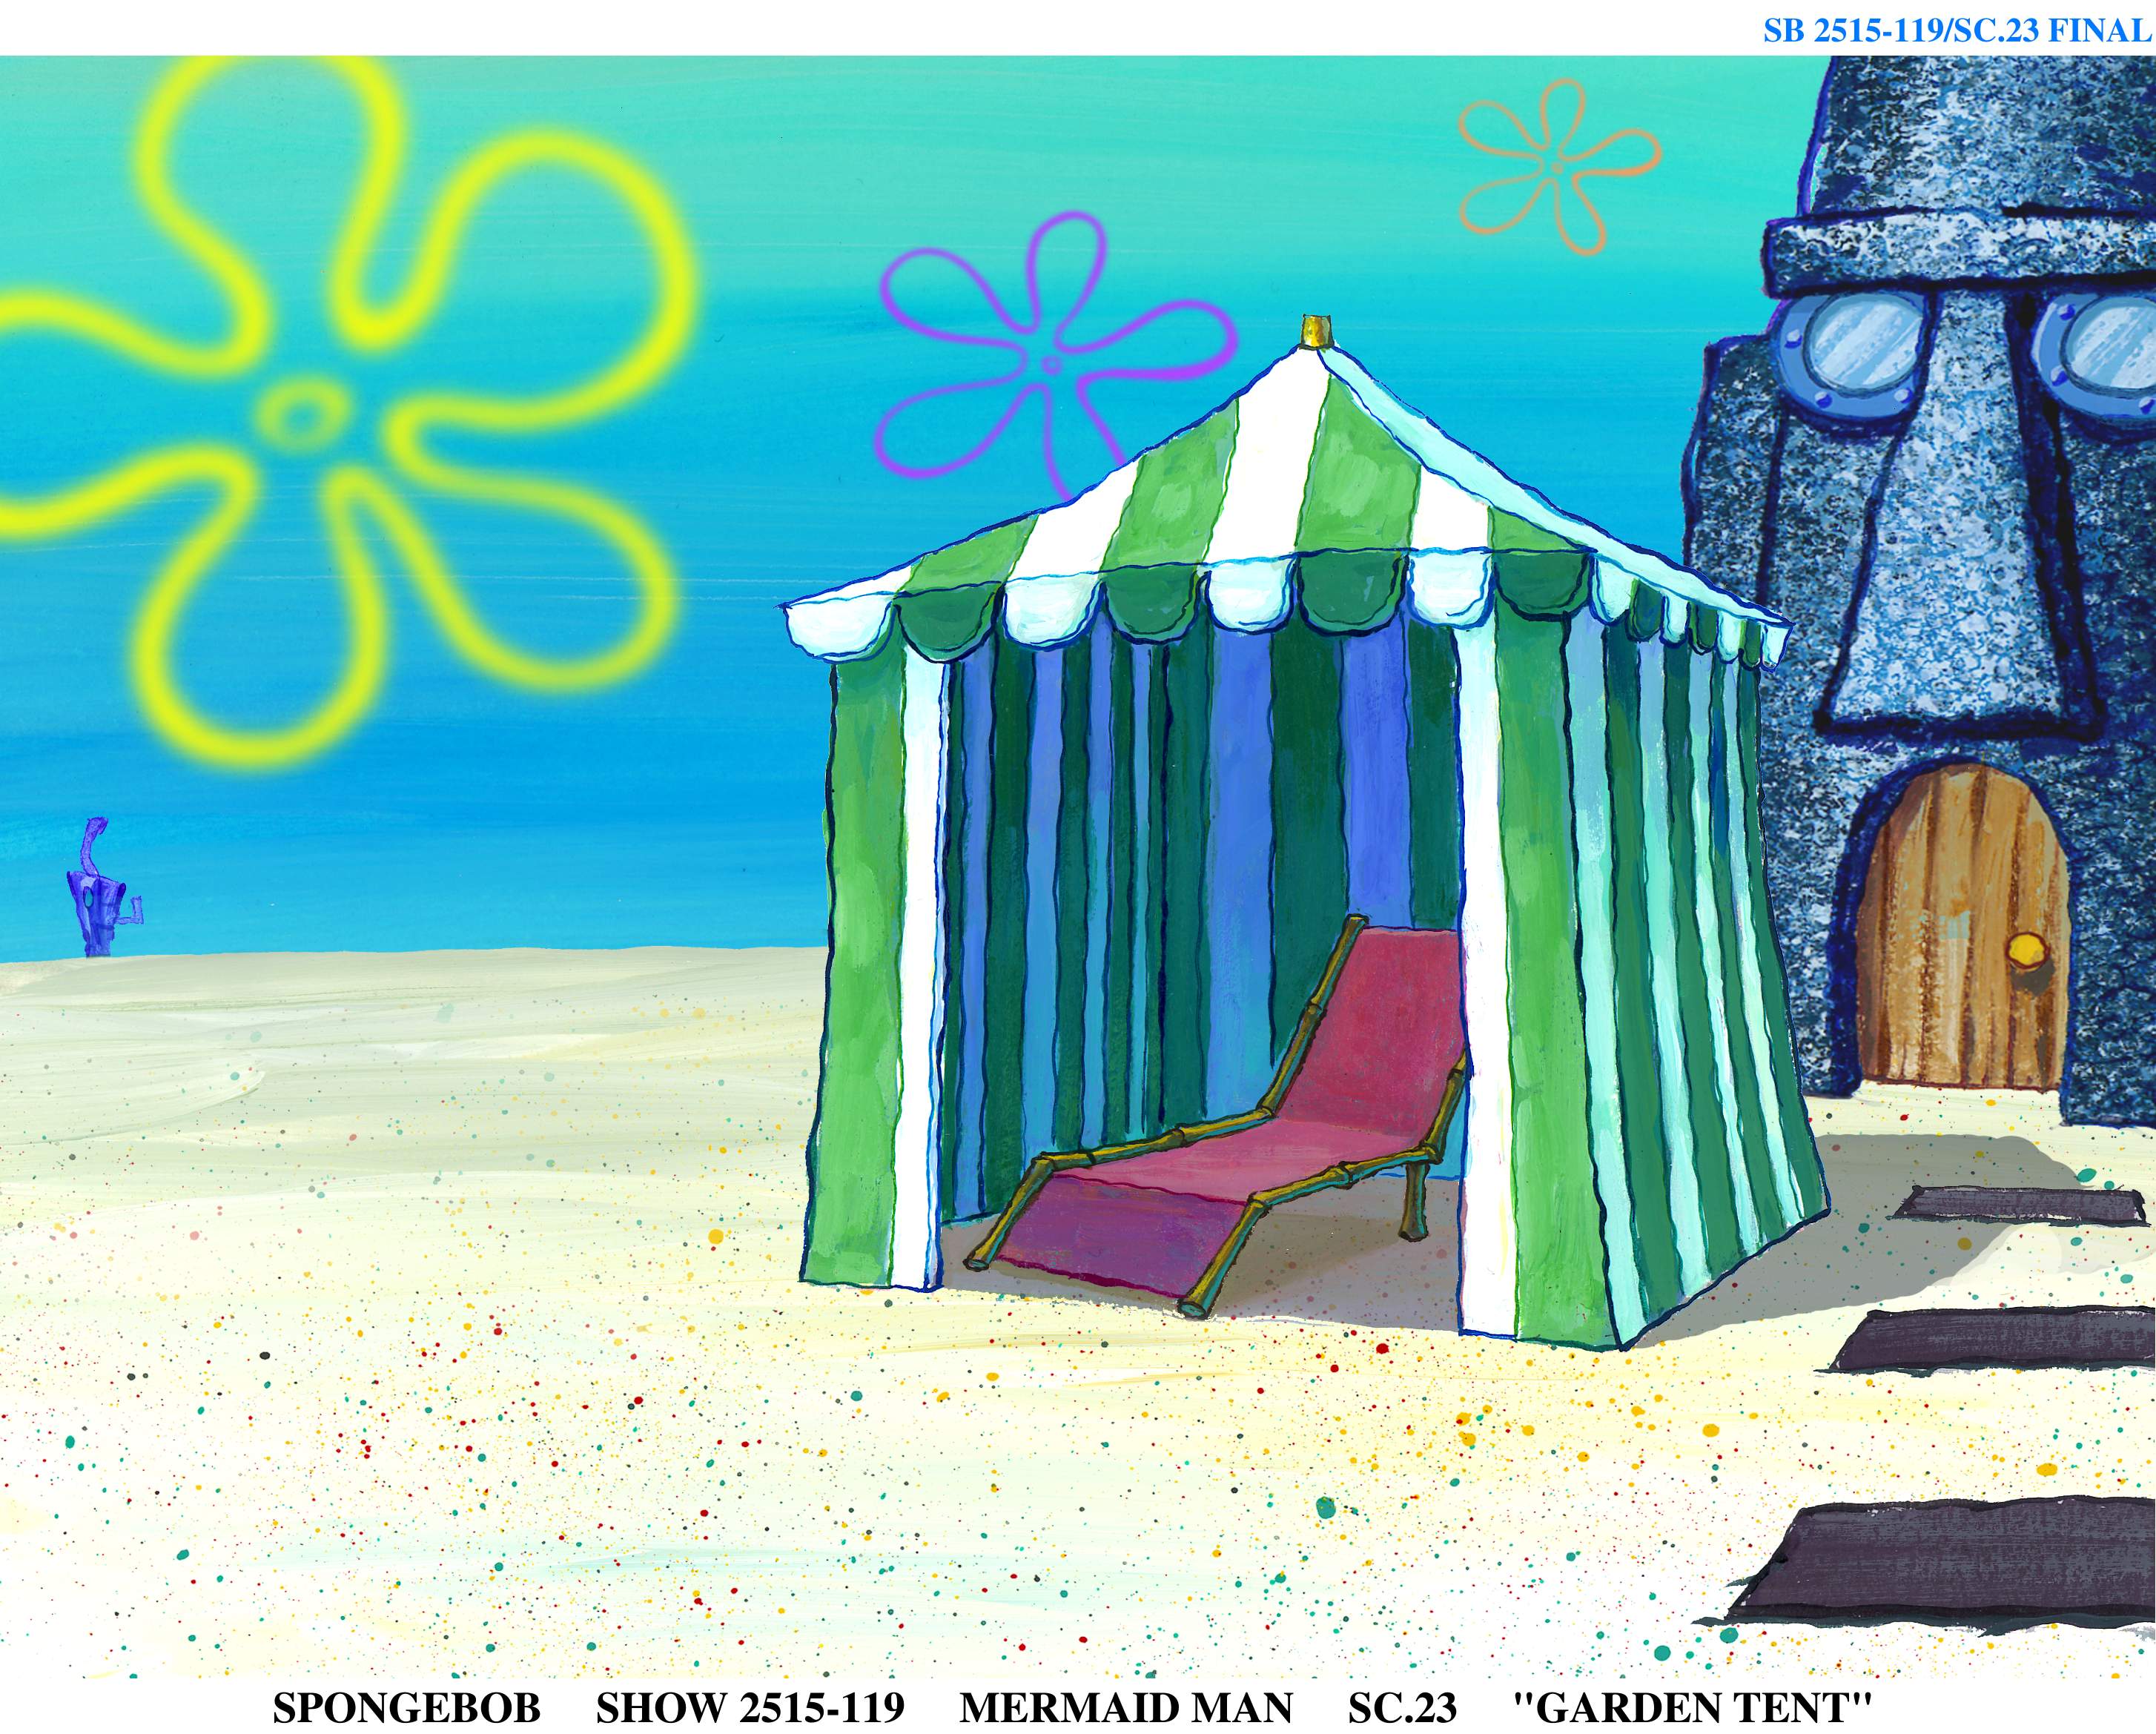 SB 2515-119/SC.23 FINAL
SPONGEBOB SHOW 2515-119 MERMAID MAN SC.23 "GARDEN TENT"